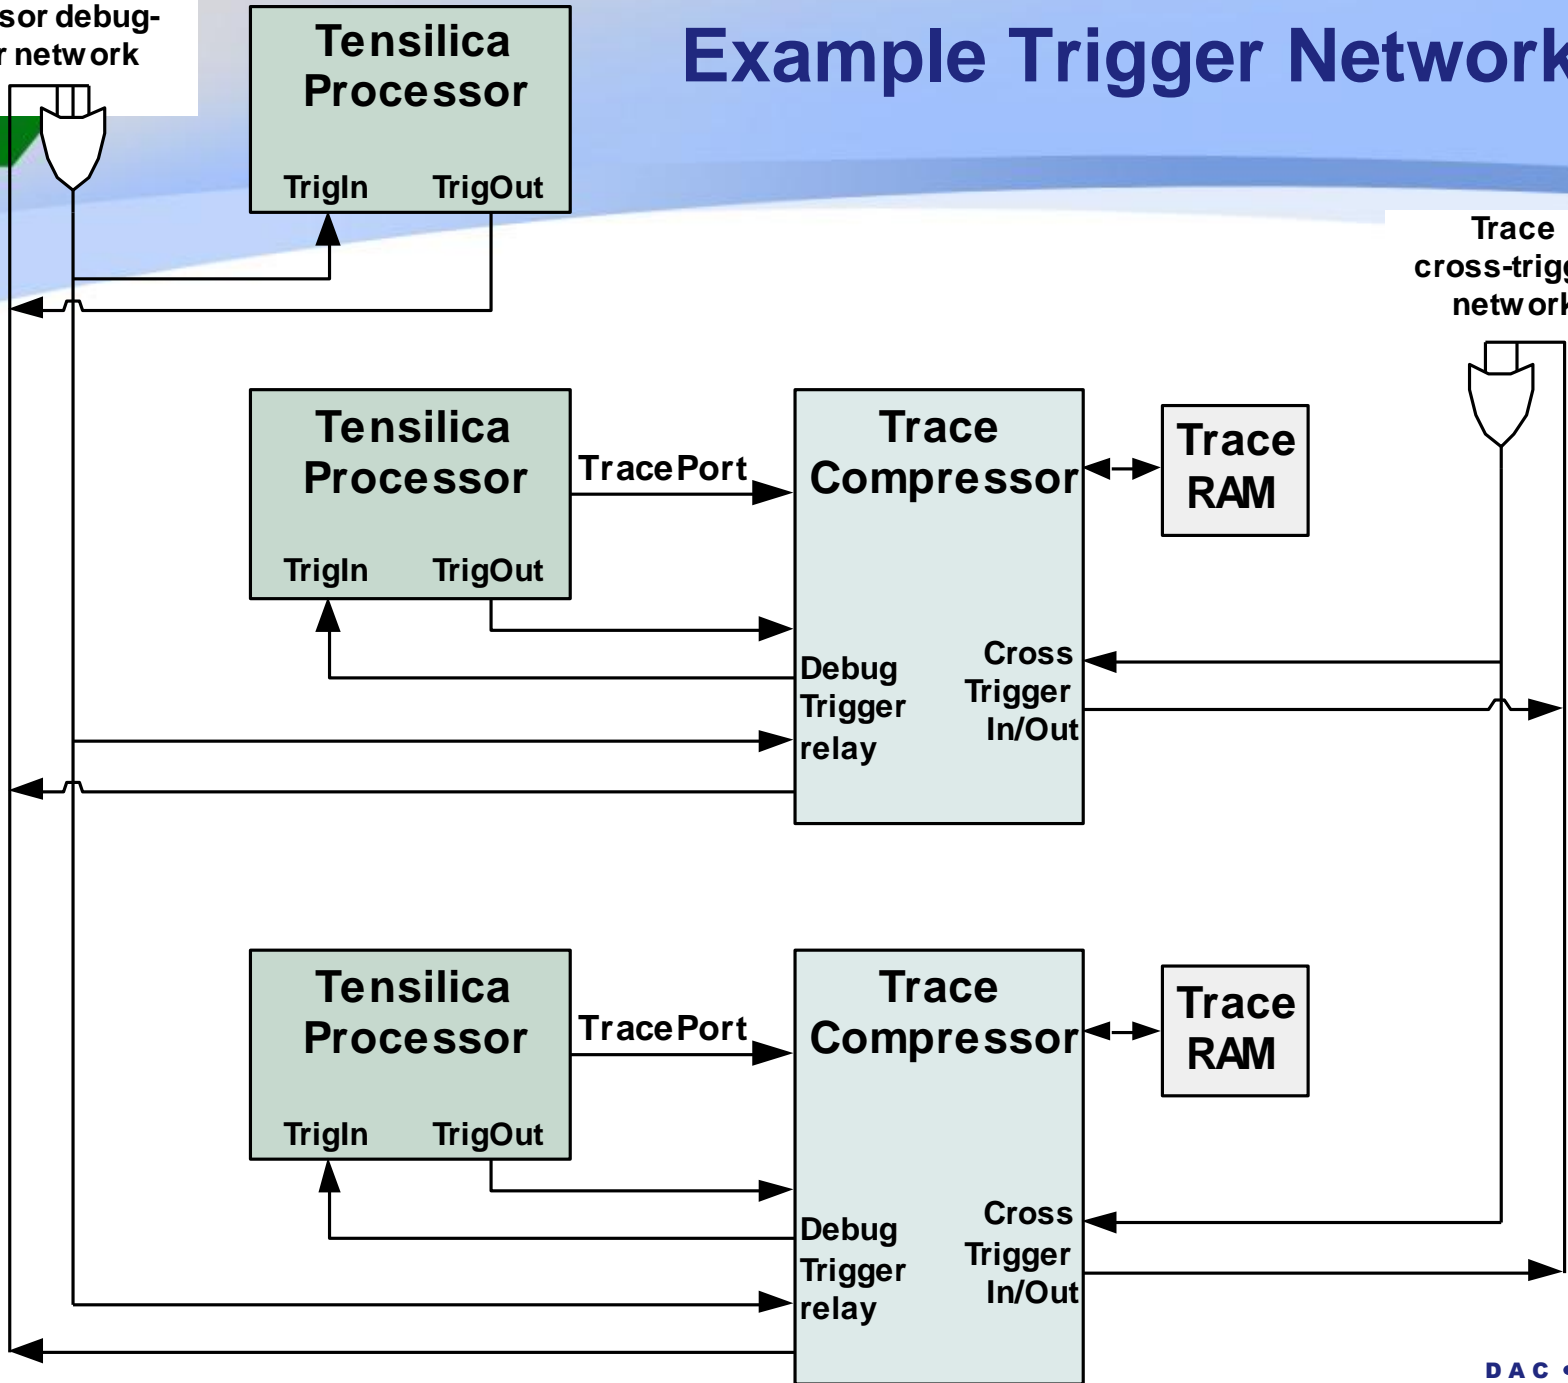 sor debug-
r network
Tensilica
Processor
TrigIn TrigOut
Example Trigger Network
Trace
cross-trigg
network
Tensilica
Processor
TrigIn TrigOut
TracePort
Trace
Compressor
Debug
Trigger
relay
Cross
Trigger
In/Out
Trace
RAM
Tensilica
Processor
TrigIn TrigOut
TracePort
Trace
Compressor
Debug
Trigger
relay
Cross
Trigger
In/Out
Trace
RAM
DAC